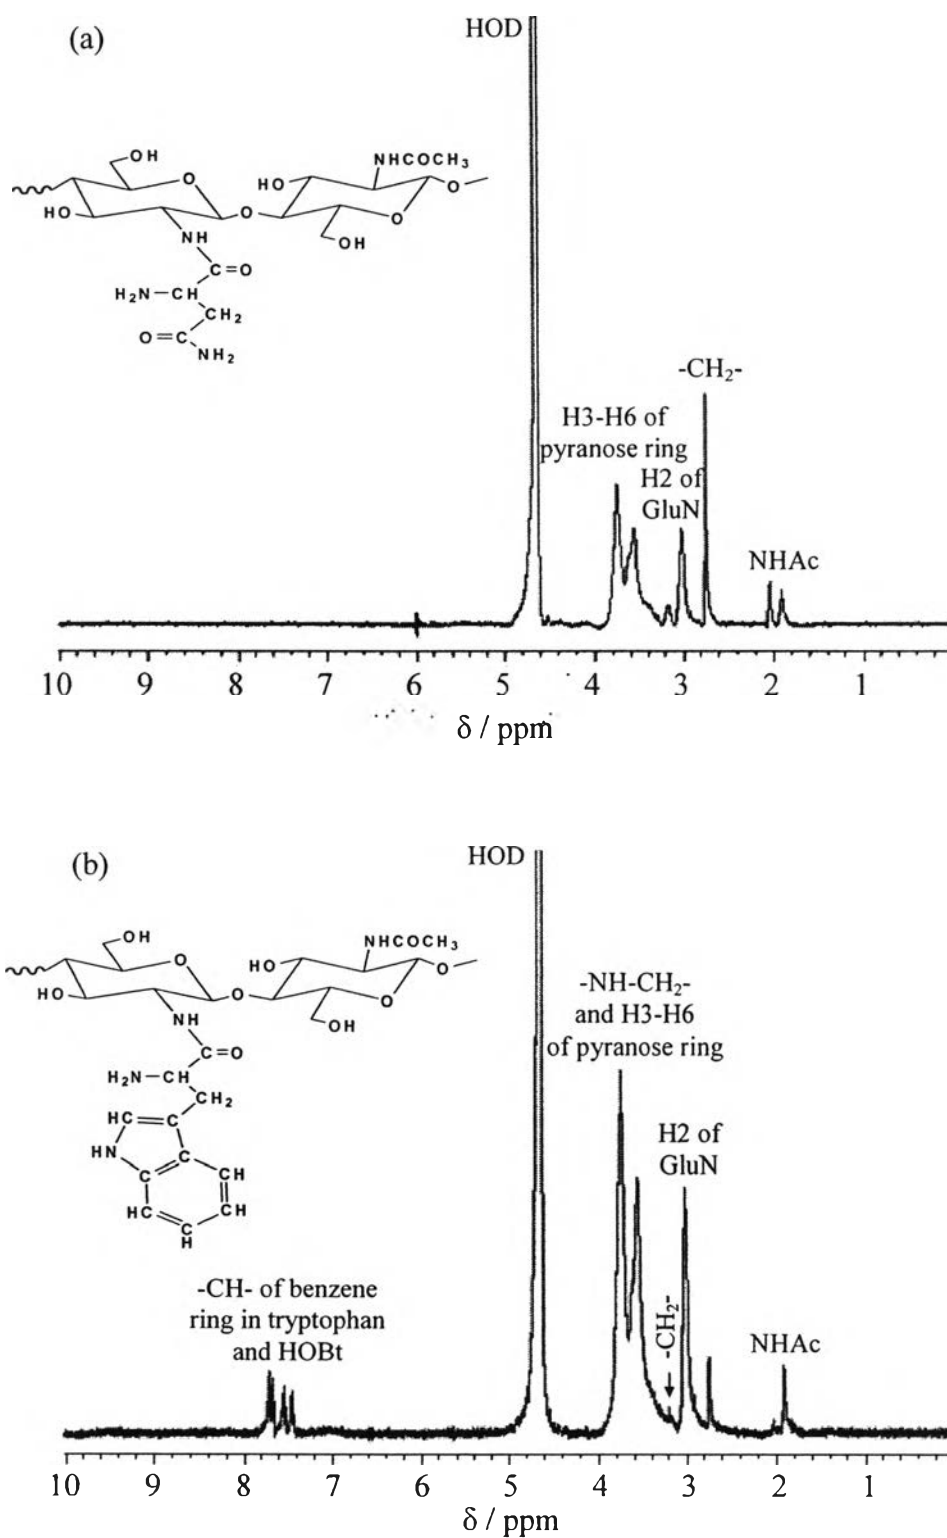 (a)
HOD
OH
O
HO
NH
C=O
H₂N—CH
CH₂
O=C
NH₂
O
NHCOCH₃
HO
O
O
OH
-CH₂-
H3-H6 of
pyranose ring
H2 of
GluN
NHAc
10 9 8 7 6 5 4 3 2 1
δ / ppm
(b)
HOD
OH
O
HO
NH
C=O
H₂N—CH
CH₂
HC=C
HN
C
C
CH
HC
CH
C
H
O
NHCOCH₃
HO
O
O
OH
-NH-CH₂-
and H3-H6
of pyranose ring
H2 of
GluN
-CH₂-
NHAc
-CH- of benzene
ring in tryptophan
and HOBt
10 9 8 7 6 5 4 3 2 1
δ / ppm